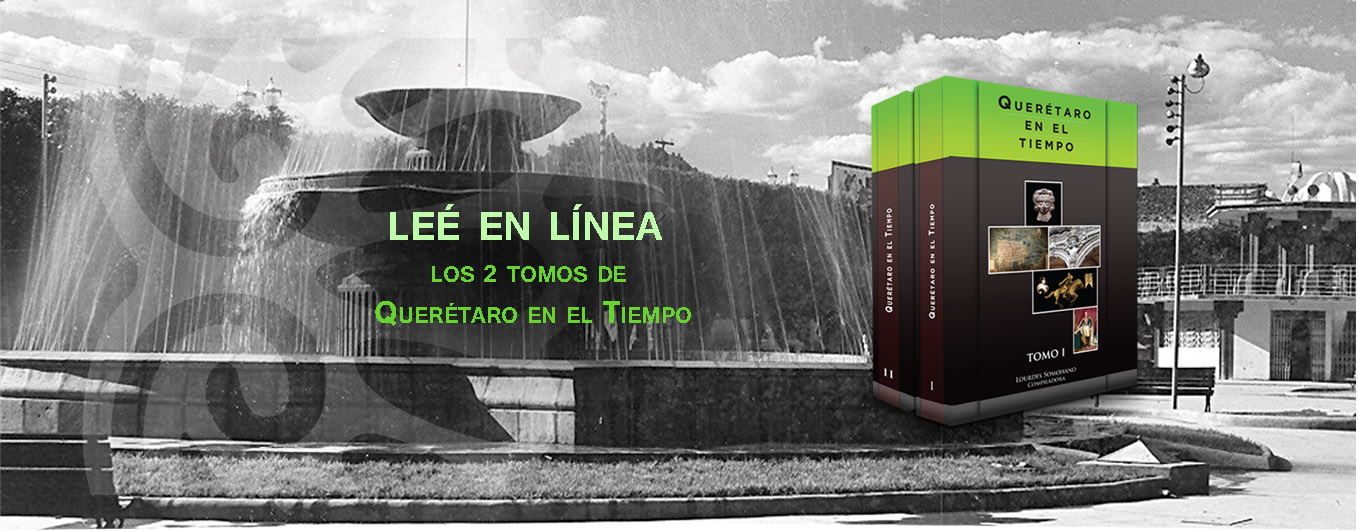 LEÉ EN LÍNEA
LOS 2 TOMOS DE
QUERÉTARO EN EL TIEMPO
QUERÉTARO
EN EL
TIEMPO
TOMO I
LOURDES SOMOHANO
COMPILADORA
QUERÉTARO EN EL TIEMPO
II
QUERÉTARO EN EL TIEMPO
I